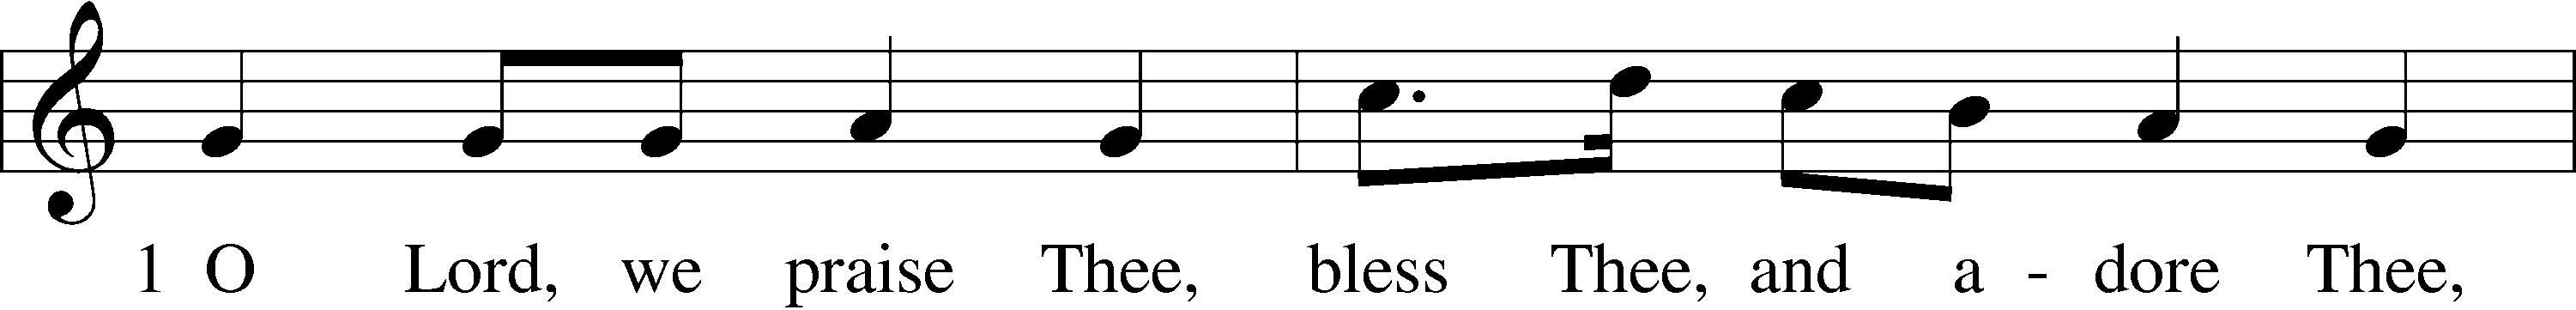 1 O Lord, we praise Thee, bless Thee, and a - dore Thee,